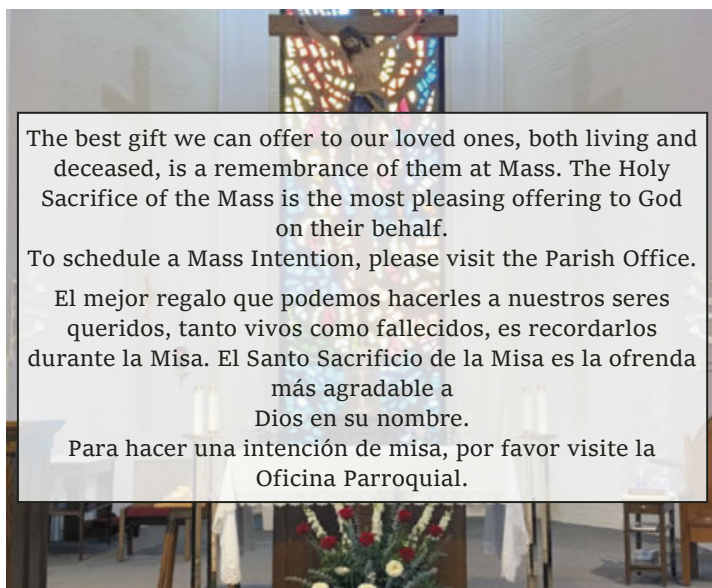 The best gift we can offer to our loved ones, both living and
deceased, is a remembrance of them at Mass. The Holy
Sacrifice of the Mass is the most pleasing offering to God
on their behalf.
To schedule a Mass Intention, please visit the Parish Office.
El mejor regalo que podemos hacerles a nuestros seres
queridos, tanto vivos como fallecidos, es recordarlos
durante la Misa. El Santo Sacrificio de la Misa es la ofrenda
más agradable a
Dios en su nombre.
Para hacer una intención de misa, por favor visite la
Oficina Parroquial.